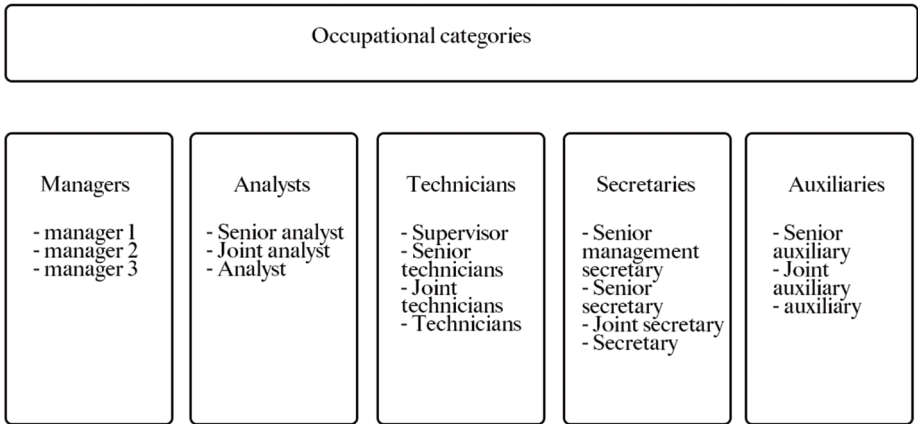 Occupational categories
Managers
- manager 1
- manager 2
- manager 3
Analysts
- Senior analyst
- Joint analyst
- Analyst
Technicians
- Supervisor
- Senior
technicians
- Joint
technicians
- Technicians
Secretaries
- Senior
management
secretary
- Senior
secretary
- Joint secretary
- Secretary
Auxiliaries
- Senior
auxiliary
- Joint
auxiliary
- auxiliary